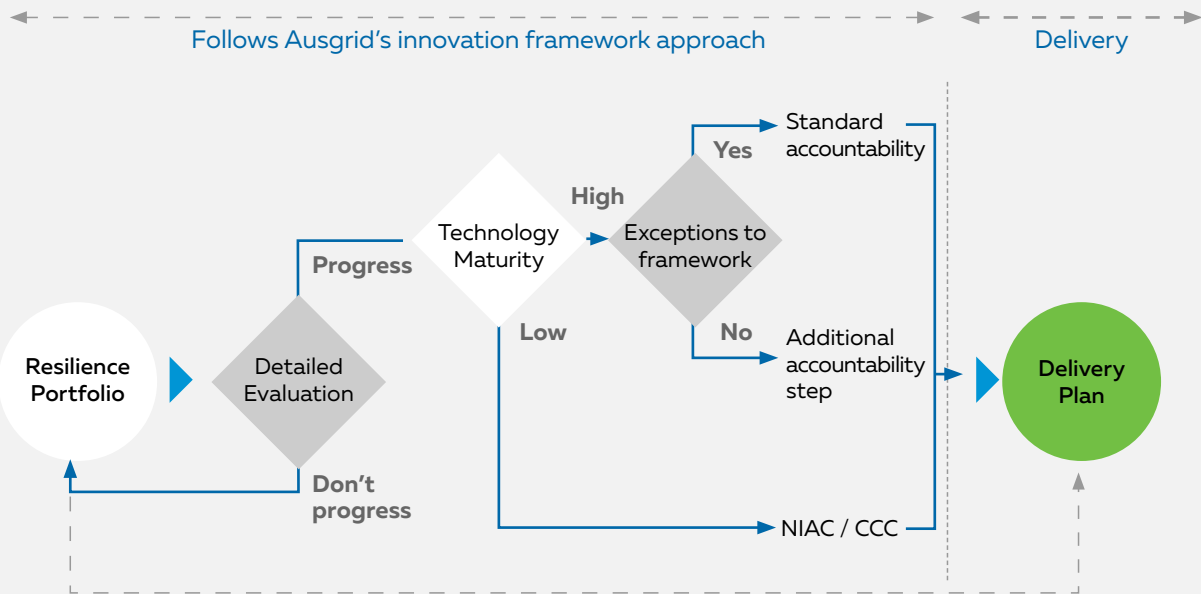 Follows Ausgrid's innovation framework approach
Delivery
Standard
accountability
Yes
High
Technology
Maturity
Exceptions to
framework
Progress
Low
No
Additional
accountability
step
Resilience
Portfolio
Detailed
Evaluation
Delivery
Plan
Don't
progress
NIAC / CCC